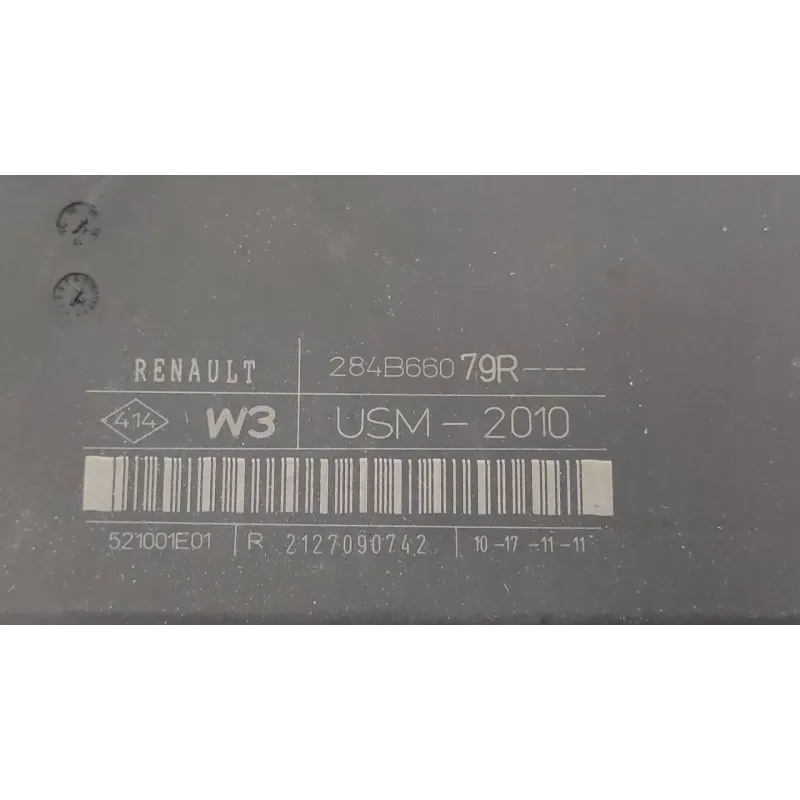 RENAULT 284B66079R---
414 W3 USM - 2010
521001E01 R 2127090742 10-17-11-11